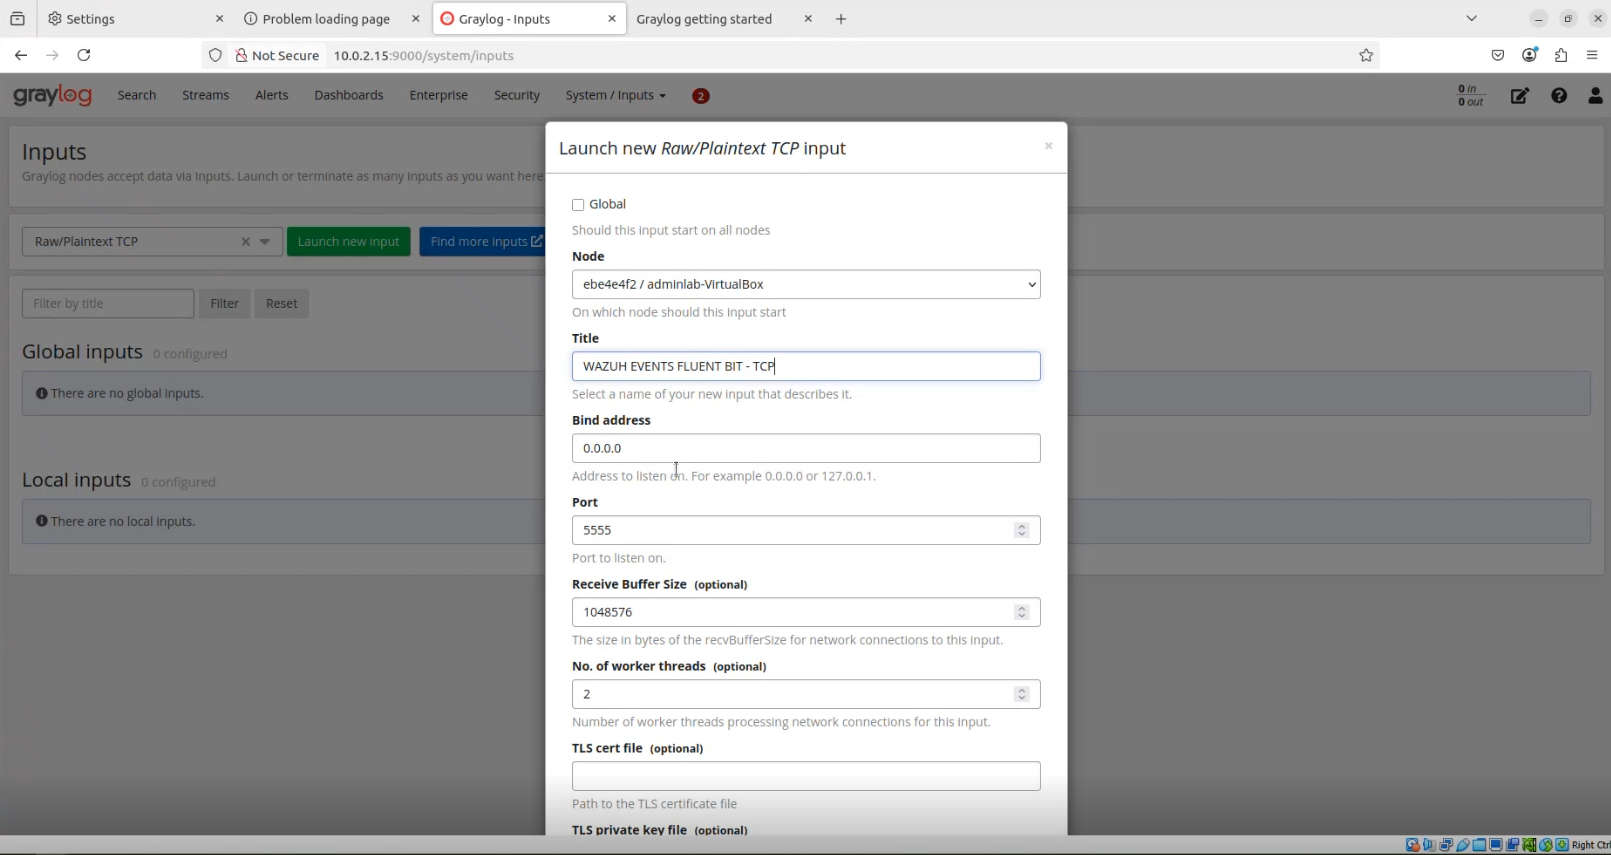 Settings
Problem loading page
Graylog - Inputs
Graylog getting started
Not Secure
10.0.2.15:9000/system/inputs
graylog
Search
Streams
Alerts
Dashboards
Enterprise
Security
System / Inputs
2
0 in
0 out
Inputs
Graylog nodes accept data via inputs. Launch or terminate as many inputs as you want here
Raw/Plaintext TCP
Launch new input
Find more inputs
Filter by title
Filter
Reset
Global inputs 0 configured
There are no global inputs.
Local inputs 0 configured
There are no local inputs.
Launch new Raw/Plaintext TCP input
Global
Should this input start on all nodes
Node
ebe4e4f2 / adminlab-VirtualBox
On which node should this input start
Title
WAZUH EVENTS FLUENT BIT - TCP
Select a name of your new input that describes it.
Bind address
0.0.0.0
Address to listen on. For example 0.0.0.0 or 127.0.0.1.
Port
5555
Port to listen on.
Receive Buffer Size (optional)
1048576
The size in bytes of the recvBufferSize for network connections to this input.
No. of worker threads (optional)
2
Number of worker threads processing network connections for this input.
TLS cert file (optional)
Path to the TLS certificate file
TLS private key file (optional)
Right Ctrl